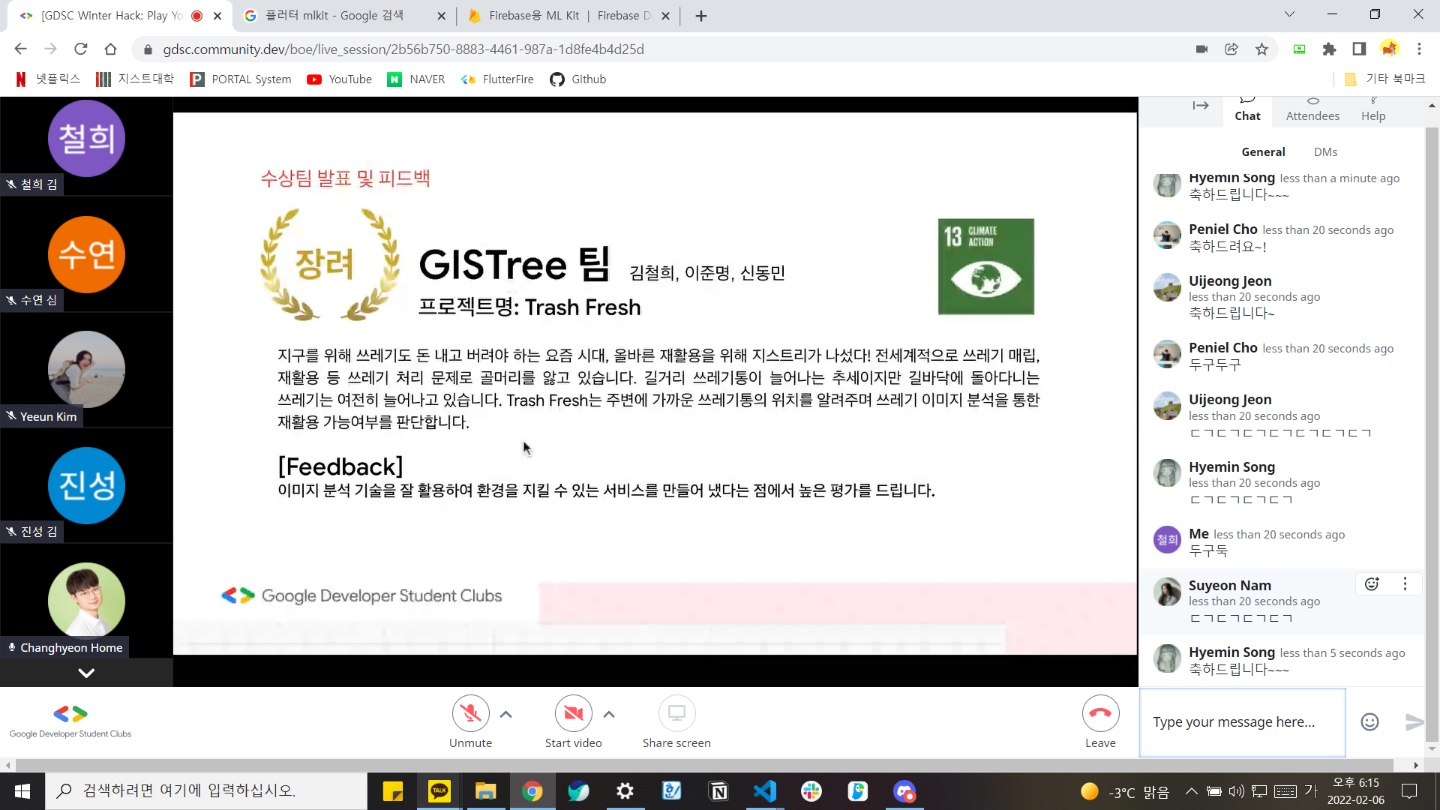 [GDSC Winter Hack: Play Yo
플러터 mlkit - Google 검색
Firebase용 ML Kit | Firebase D
gdsc.community.dev/boe/live_session/2b56b750-8883-4461-987a-1d8fe4b4d25d
넷플릭스 지스트대학 PORTAL System YouTube NAVER FlutterFire Github 기타 북마크
철희
철희 김
수연
수연 심
Yeeun Kim
진성
진성 김
Changhyeon Home
수상팀 발표 및 피드백
장려
GISTree 팀 김철희, 이준명, 신동민
프로젝트명: Trash Fresh
13 CLIMATE
ACTION
지구를 위해 쓰레기도 돈 내고 버려야 하는 요즘 시대, 올바른 재활용을 위해 지스트리가 나섰다! 전세계적으로 쓰레기 매립,
재활용 등 쓰레기 처리 문제로 골머리를 앓고 있습니다. 길거리 쓰레기통이 늘어나는 추세이지만 길바닥에 돌아다니는
쓰레기는 여전히 늘어나고 있습니다. Trash Fresh는 주변에 가까운 쓰레기통의 위치를 알려주며 쓰레기 이미지 분석을 통한
재활용 가능여부를 판단합니다.
[Feedback]
이미지 분석 기술을 잘 활용하여 환경을 지킬 수 있는 서비스를 만들어 냈다는 점에서 높은 평가를 드립니다.
Google Developer Student Clubs
Chat Attendees Help
General DMs
Hyemin Song less than a minute ago
축하드립니다~~~
Peniel Cho less than 20 seconds ago
축하드려요~!
Uijeong Jeon
less than 20 seconds ago
축하드립니다~
Peniel Cho less than 20 seconds ago
두구두구
Uijeong Jeon
less than 20 seconds ago
ㄷㄱㄷㄱㄷㄱㄷㄱㄷㄱㄷㄱㄷㄱ
Hyemin Song
less than 20 seconds ago
ㄷㄱㄷㄱㄷㄱㄷㄱ
철희
Me less than 20 seconds ago
두구둑
Suyeon Nam
less than 20 seconds ago
ㄷㄱㄷㄱㄷㄱㄷㄱ
Hyemin Song less than 5 seconds ago
축하드립니다~~~
Google Developer Student Clubs
Unmute
Start video
Share screen
Leave
Type your message here...
검색하려면 여기에 입력하십시오.
TALK
-3°C 맑음
가
오후 6:15
2022-02-06